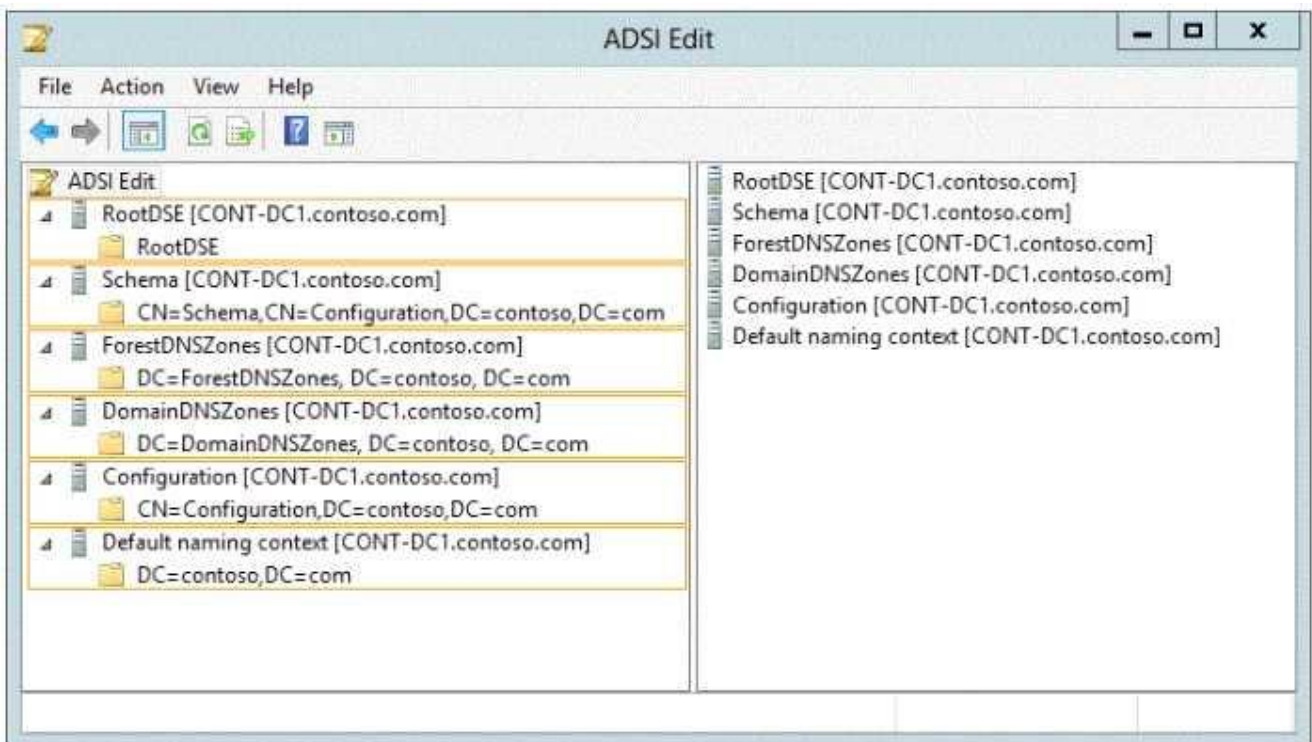 ADSI Edit
File Action View Help
ADSI Edit
RootDSE [CONT-DC1.contoso.com]
RootDSE
Schema [CONT-DC1.contoso.com]
CN=Schema,CN=Configuration,DC=contoso,DC=com
ForestDNSZones [CONT-DC1.contoso.com]
DC=ForestDNSZones, DC=contoso, DC=com
DomainDNSZones [CONT-DC1.contoso.com]
DC=DomainDNSZones, DC=contoso, DC=com
Configuration [CONT-DC1.contoso.com]
CN=Configuration,DC=contoso,DC=com
Default naming context [CONT-DC1.contoso.com]
DC=contoso,DC=com
RootDSE [CONT-DC1.contoso.com]
Schema [CONT-DC1.contoso.com]
ForestDNSZones [CONT-DC1.contoso.com]
DomainDNSZones [CONT-DC1.contoso.com]
Configuration [CONT-DC1.contoso.com]
Default naming context [CONT-DC1.contoso.com]